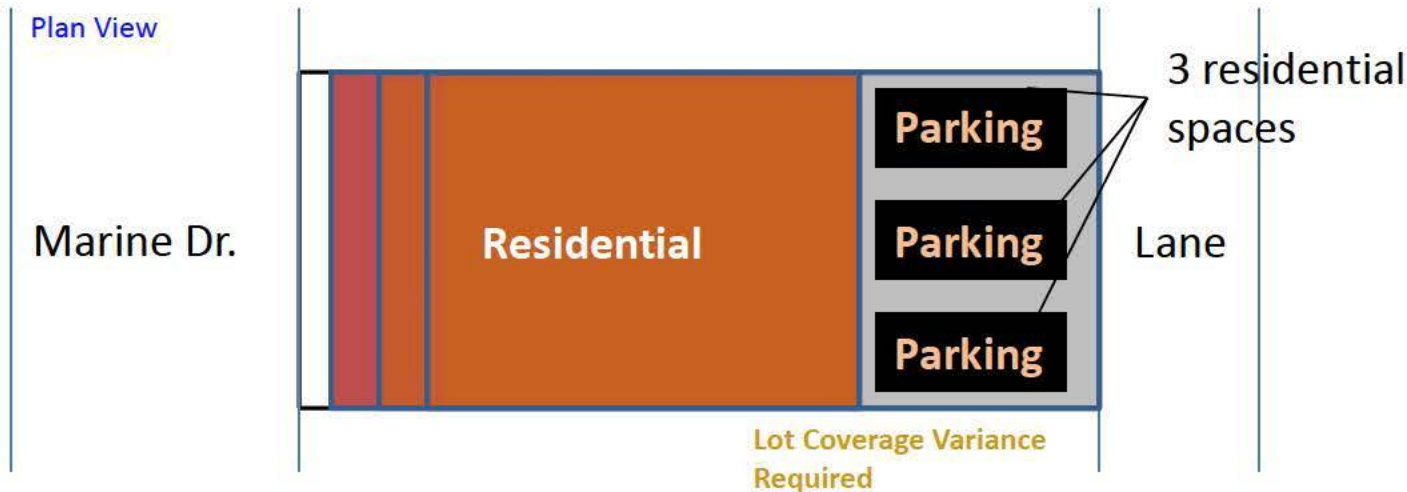 Plan View
3 residential
spaces
Parking
Marine Dr.
Residential
Parking
Lane
Parking
Lot Coverage Variance
Required